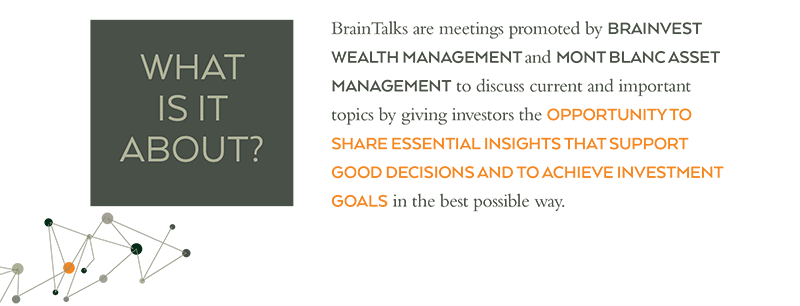 WHAT
IS IT
ABOUT?
BrainTalks are meetings promoted by BRAINVEST
WEALTH MANAGEMENT and MONT BLANC ASSET
MANAGEMENT to discuss current and important
topics by giving investors the OPPORTUNITY TO
SHARE ESSENTIAL INSIGHTS THAT SUPPORT
GOOD DECISIONS AND TO ACHIEVE INVESTMENT
GOALS in the best possible way.